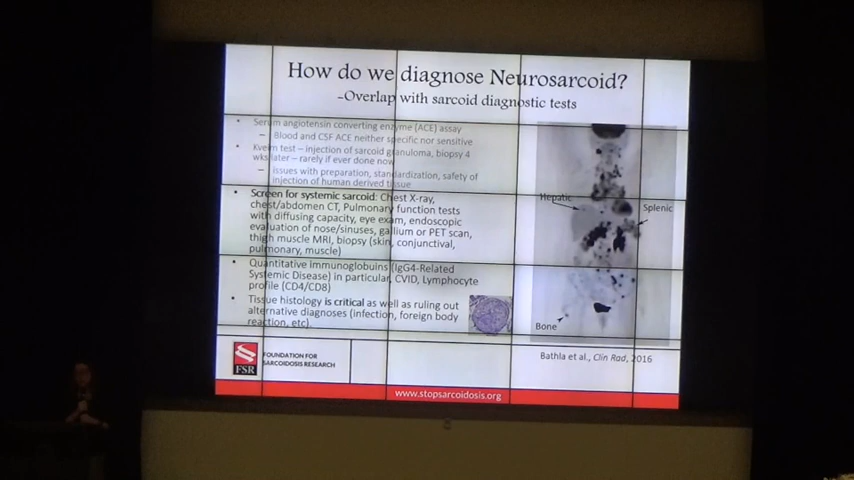 How do we diagnose Neurosarcoid?
-Overlap with sarcoid diagnostic tests
• Serum angiotensin converting enzyme (ACE) assay
– Blood and CSF ACE neither specific nor sensitive
• Kveim test – injection of sarcoid granuloma, biopsy 4
wks later – rarely if ever done now
– Issues with preparation, standardization, safety of
injection of human derived tissue
• Screen for systemic sarcoid: Chest X-ray,
chest/abdomen CT, Pulmonary function tests
with diffusing capacity, eye exam, endoscopic
evaluation of nose/sinuses, gallium or PET scan,
thigh muscle MRI, biopsy (skin, conjunctival,
pulmonary, muscle)
• Quantitative immunoglobuins (IgG4-Related
Systemic Disease) in particular, CVID, Lymphocyte
profile (CD4/CD8)
• Tissue histology is critical as well as ruling out
alternative diagnoses (infection, foreign body
reaction, etc).
Hepatic
Splenic
Bone
Bathla et al., Clin Rad, 2016
FSR
FOUNDATION FOR
SARCOIDOSIS RESEARCH
www.stopsarcoidosis.org